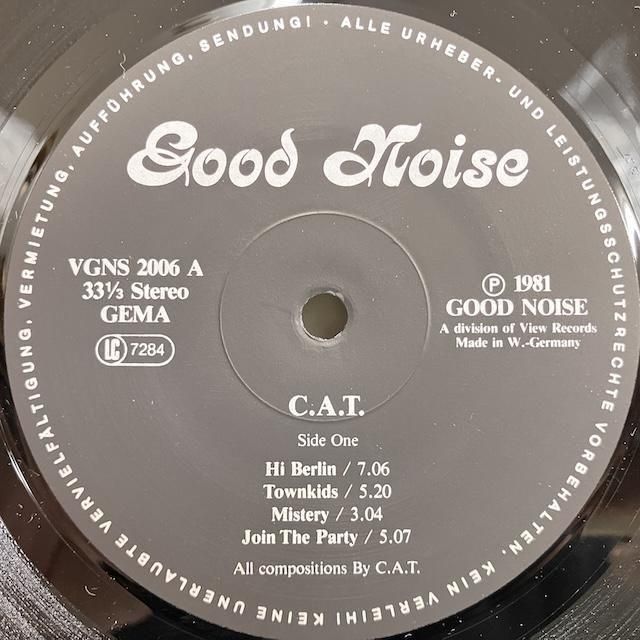 ALLE URHEBER- UND LEISTUNGSSCHUTZRECHTE VORBEHALTEN. KEIN VERLEIH! KEINE UNERLAUBTE VERVIELFÄLTIGUNG, VERMIETUNG, AUFFÜHRUNG, SENDUNG! ·
Good Noise
VGNS 2006 A
33⅓ Stereo
GEMA
LC 7284
Ⓟ 1981
GOOD NOISE
A division of View Records
Made in W.-Germany
C.A.T.
Side One
Hi Berlin / 7.06
Townkids / 5.20
Mistery / 3.04
Join The Party / 5.07
All compositions By C.A.T.